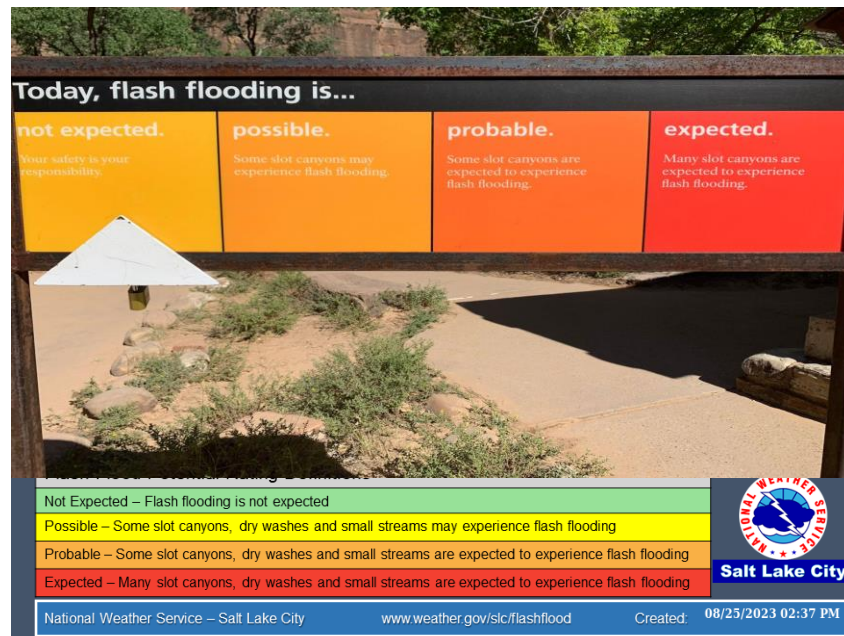 Today, flash flooding is...
not expected.
Your safety is your
responsibility.
possible.
Some slot canyons may
experience flash flooding.
probable.
Some slot canyons are
expected to experience
flash flooding.
expected.
Many slot canyons are
expected to experience
flash flooding.
Not Expected – Flash flooding is not expected
Possible – Some slot canyons, dry washes and small streams may experience flash flooding
Probable – Some slot canyons, dry washes and small streams are expected to experience flash flooding
Expected – Many slot canyons, dry washes and small streams are expected to experience flash flooding
NATIONAL WEATHER SERVICE
Salt Lake City
National Weather Service – Salt Lake City
www.weather.gov/slc/flashflood
Created:
08/25/2023 02:37 PM